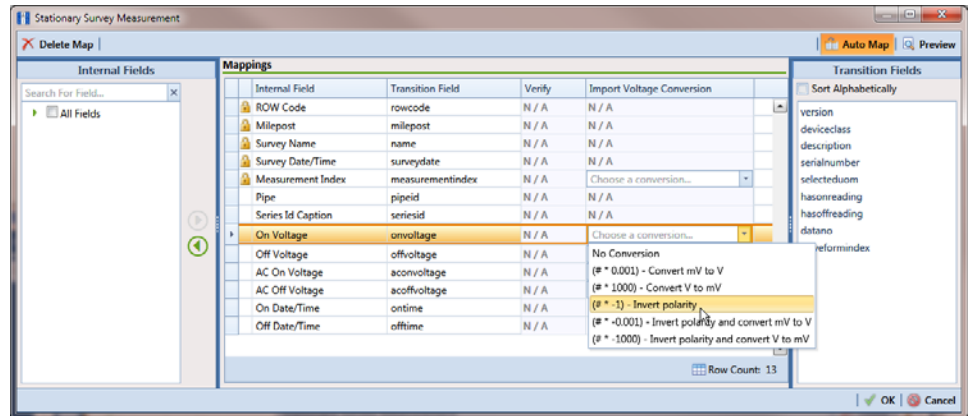 Stationary Survey Measurement
Delete Map
Auto Map
Preview
Internal Fields
Search For Field...
All Fields
Mappings
Internal Field Transition Field Verify Import Voltage Conversion
ROW Code rowcode N / A N / A
Milepost milepost N / A N / A
Survey Name name N / A N / A
Survey Date/Time surveydate N / A N / A
Measurement Index measurementindex N / A Choose a conversion...
Pipe pipeid N / A N / A
Series Id Caption seriesid N / A N / A
On Voltage onvoltage N / A Choose a conversion...
Off Voltage offvoltage N / A
AC On Voltage aconvoltage N / A
AC Off Voltage acoffvoltage N / A
On Date/Time ontime N / A
Off Date/Time offtime N / A
No Conversion
(# * 0.001) - Convert mV to V
(# * 1000) - Convert V to mV
(# * -1) - Invert polarity
(# * -0.001) - Invert polarity and convert mV to V
(# * -1000) - Invert polarity and convert V to mV
Row Count: 13
Transition Fields
Sort Alphabetically
version
deviceclass
description
serialnumber
selecteduom
hasonreading
hasoffreading
datano
OK
Cancel